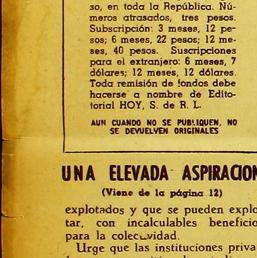 so, en toda la República. Nú-
meros atrasados, tres pesos.
Subscripción: 3 meses, 12 pe-
sos; 6 meses, 22 pesos; 12 me-
ses, 40 pesos. Suscripciones
para el extranjero: 6 meses, 7
dólares; 12 meses, 12 dólares.
Toda remisión de fondos debe
hacerse a nombre de Edito-
torial HOY, S. de R. L.
AUN CUANDO NO SE PUBLIQUEN, NO
SE DEVUELVEN ORIGINALES
UNA ELEVADA ASPIRACION
(Viene de la página 12)
explotados y que se pueden explo
tar, con incalculables beneficio
para la colectividad.
Urge que las instituciones priva